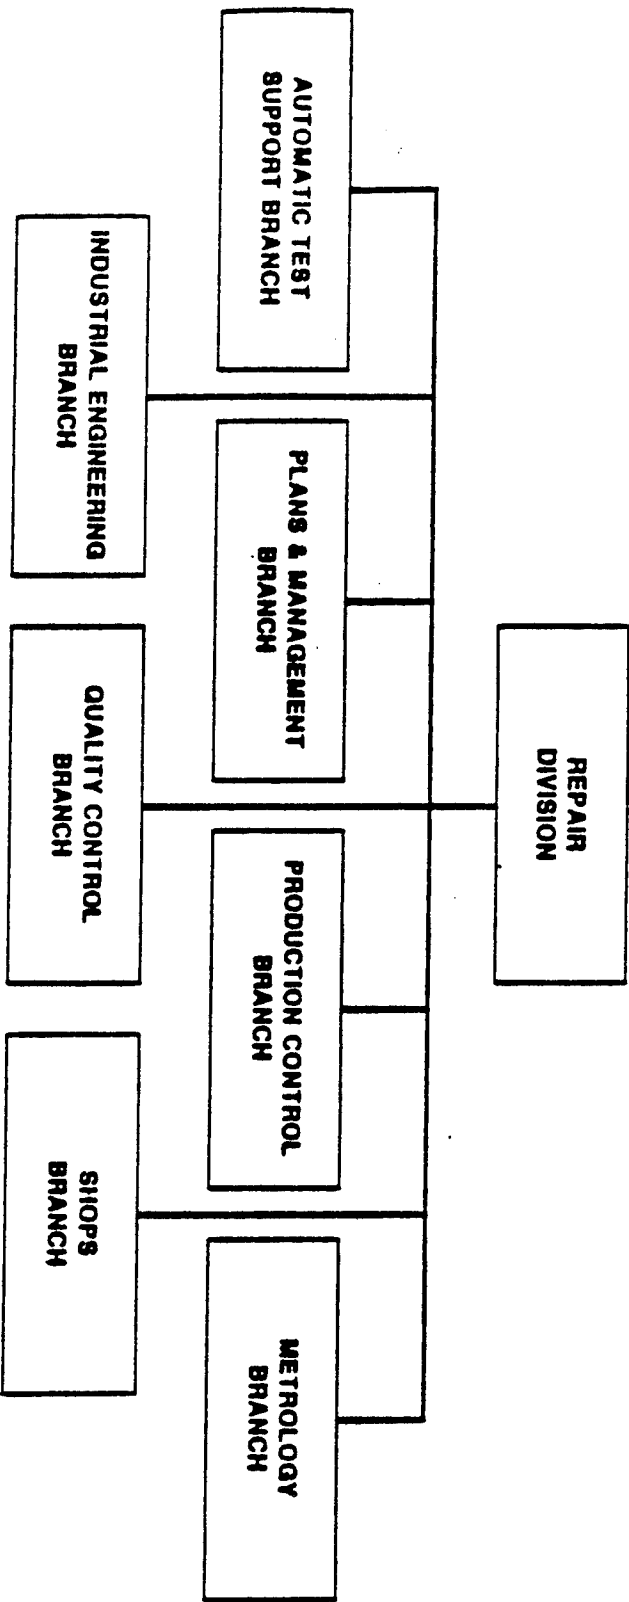 REPAIR
DIVISION
AUTOMATIC TEST
SUPPORT BRANCH
PLANS & MANAGEMENT
BRANCH
PRODUCTION CONTROL
BRANCH
METROLOGY
BRANCH
INDUSTRIAL ENGINEERING
BRANCH
QUALITY CONTROL
BRANCH
SHOPS
BRANCH